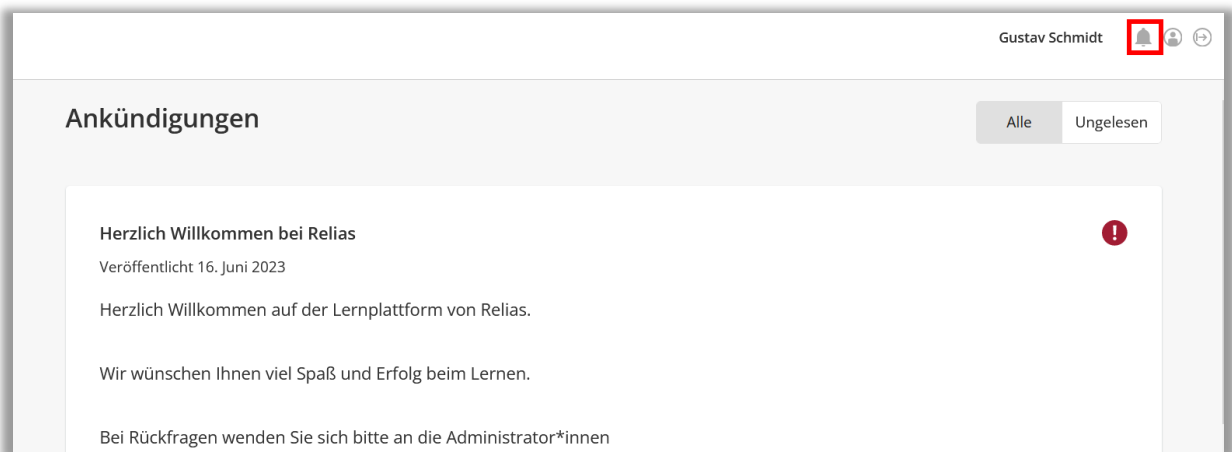 Gustav Schmidt
Ankündigungen
Alle
Ungelesen
Herzlich Willkommen bei Relias
Veröffentlicht 16. Juni 2023
Herzlich Willkommen auf der Lernplattform von Relias.
Wir wünschen Ihnen viel Spaß und Erfolg beim Lernen.
Bei Rückfragen wenden Sie sich bitte an die Administrator*innen